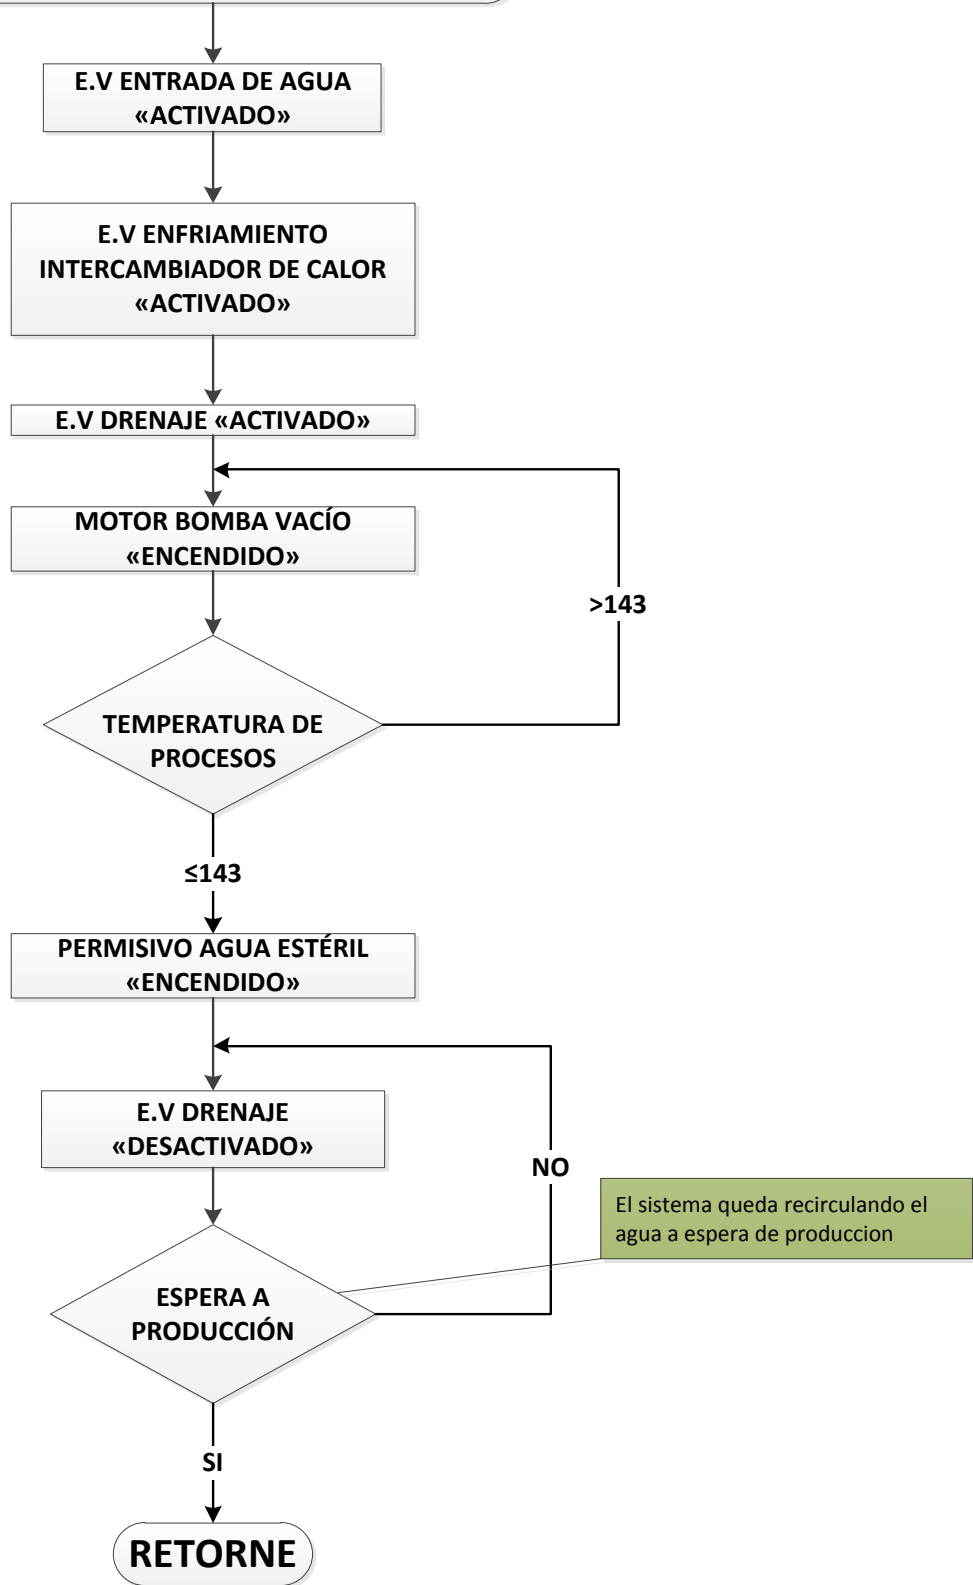 E.V ENTRADA DE AGUA
«ACTIVADO»
E.V ENFRIAMIENTO
INTERCAMBIADOR DE CALOR
«ACTIVADO»
E.V DRENAJE «ACTIVADO»
MOTOR BOMBA VACÍO
«ENCENDIDO»
>143
TEMPERATURA DE
PROCESOS
≤143
PERMISIVO AGUA ESTÉRIL
«ENCENDIDO»
E.V DRENAJE
«DESACTIVADO»
NO
El sistema queda recirculando el
agua a espera de produccion
ESPERA A
PRODUCCIÓN
SI
RETORNE